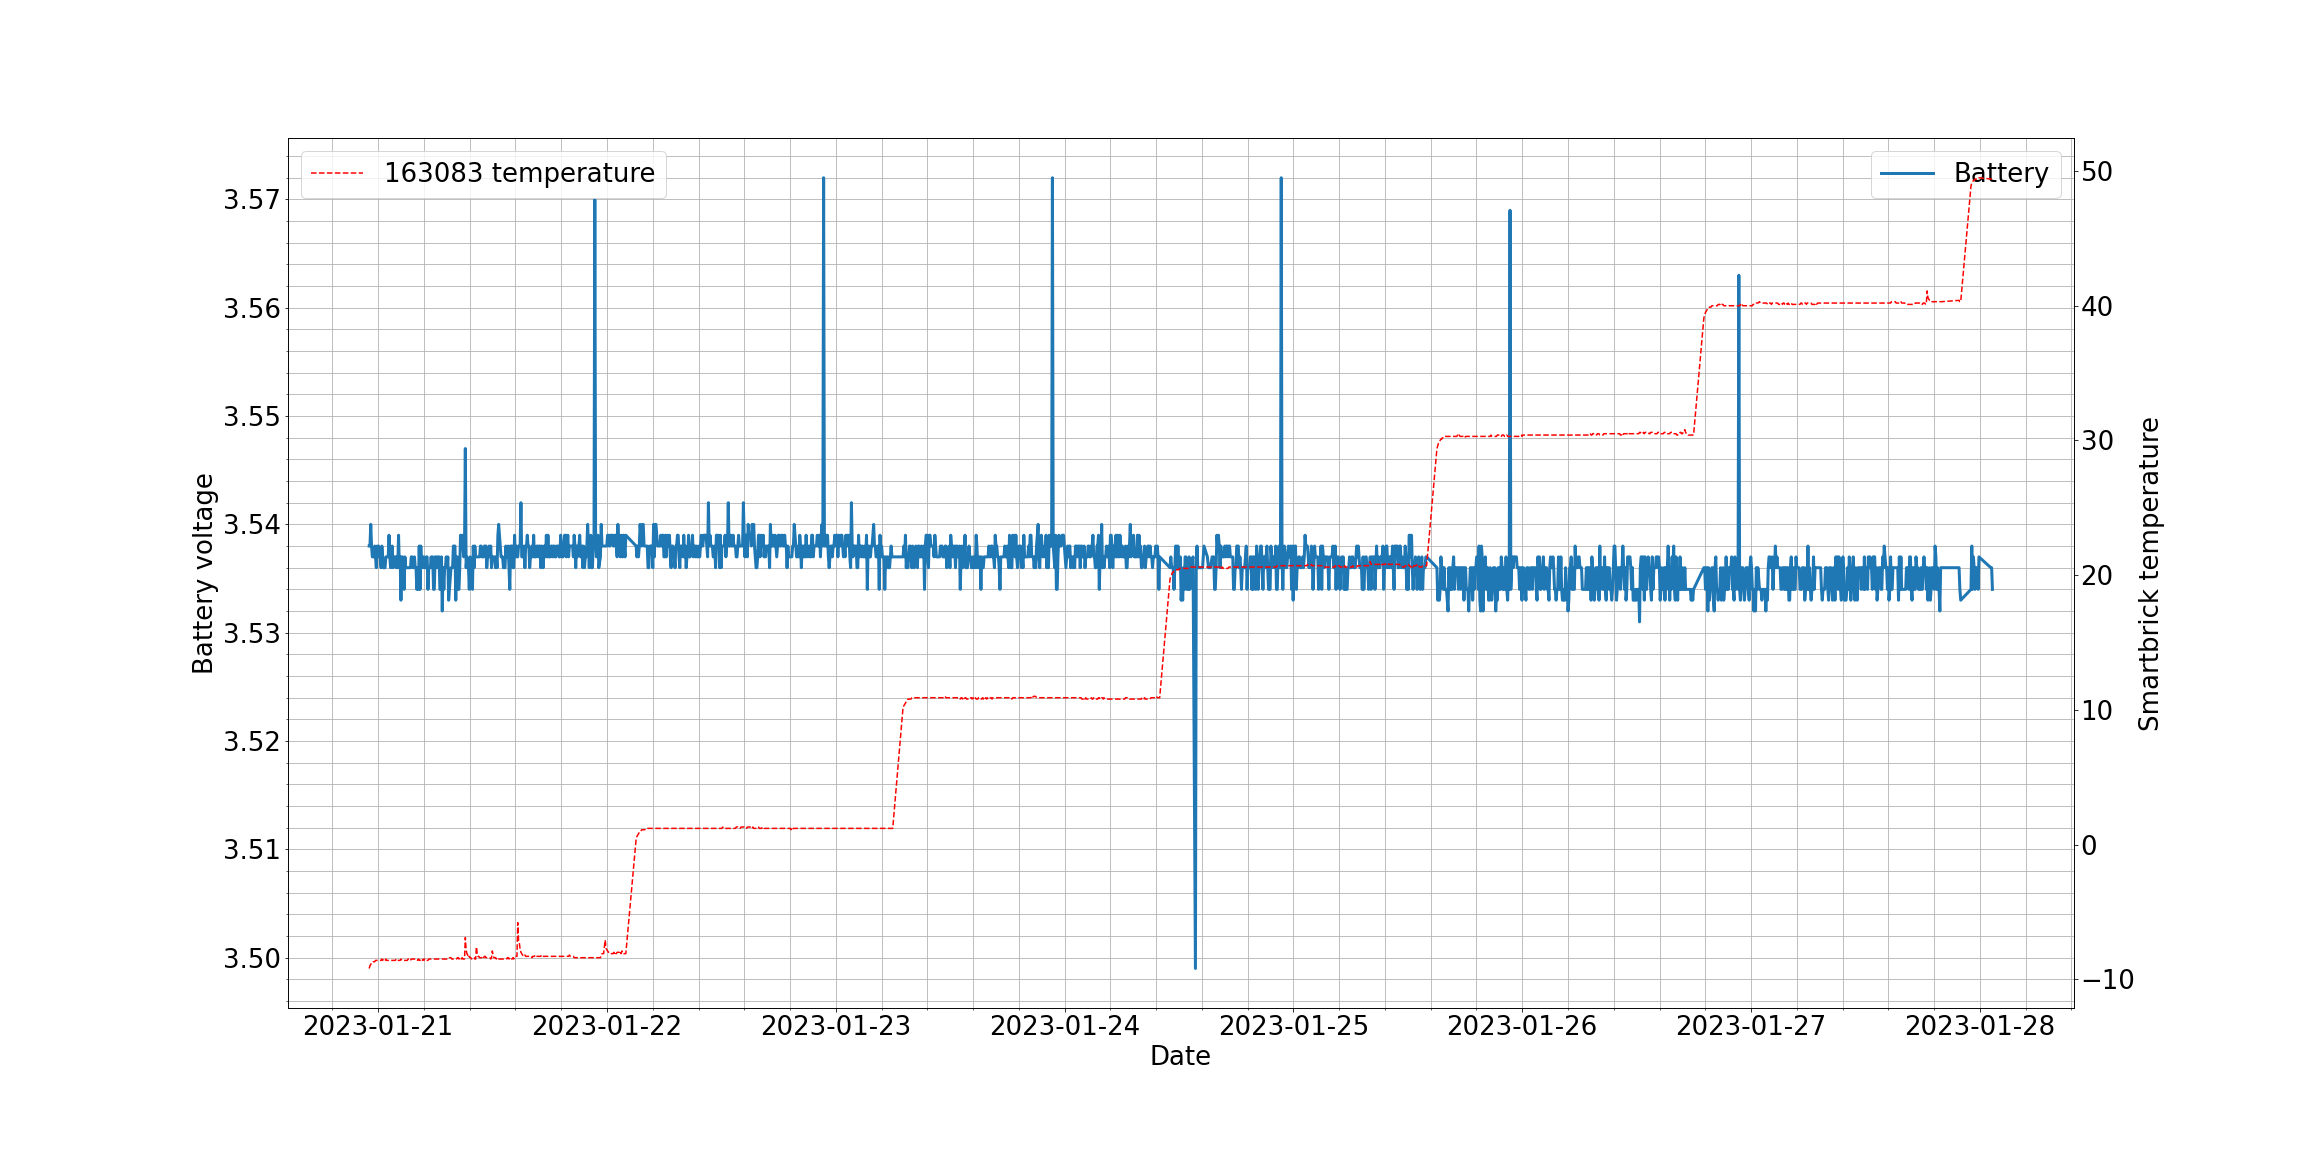 163083 temperature
Battery
3.57
3.56
3.55
3.54
3.53
3.52
3.51
3.50
Battery voltage
50
40
30
20
10
0
−10
Smartbrick temperature
2023-01-21 2023-01-22 2023-01-23 2023-01-24 2023-01-25 2023-01-26 2023-01-27 2023-01-28
Date